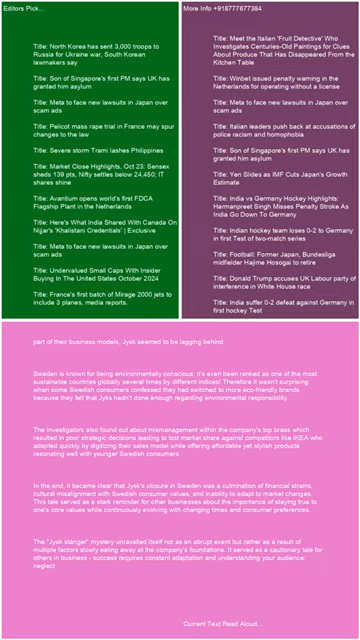 Editors Pick...
Title: North Korea has sent 3,000 troops to
Russia for Ukraine war, South Korean
lawmakers say
Title: Son of Singapore's first PM says UK has
granted him asylum
Title: Meta to face new lawsuits in Japan over
scam ads
Title: Pelicot mass rape trial in France may spur
changes to the law
Title: Severe storm Trami lashes Philippines
Title: Market Close Highlights, Oct 23: Sensex
sheds 139 pts, Nifty settles below 24,450; IT
shares shine
Title: Avantium opens world's first FDCA
Flagship Plant in the Netherlands
Title: Here's What India Shared With Canada On
Nijjar's 'Khalistani Credentials' | Exclusive
Title: Meta to face new lawsuits in Japan over
scam ads
Title: Undervalued Small Caps With Insider
Buying In The United States October 2024
Title: France's first batch of Mirage 2000 jets to
include 3 planes, media reports.
More Info +918777877384
Title: Meet the Italian 'Fruit Detective' Who
Investigates Centuries-Old Paintings for Clues
About Produce That Has Disappeared From the
Kitchen Table
Title: Winbet issued penalty warning in the
Netherlands for operating without a license
Title: Meta to face new lawsuits in Japan over
scam ads
Title: Italian leaders push back at accusations of
police racism and homophobia
Title: Son of Singapore's first PM says UK has
granted him asylum
Title: Yen Slides as IMF Cuts Japan's Growth
Estimate
Title: India vs Germany Hockey Highlights:
Harmanpreet Singh Misses Penalty Stroke As
India Go Down To Germany
Title: Indian hockey team loses 0-2 to Germany
in first Test of two-match series
Title: Football: Former Japan, Bundesliga
midfielder Hajime Hosogai to retire
Title: Donald Trump accuses UK Labour party of
interference in White House race
Title: India suffer 0-2 defeat against Germany in
first hockey Test
part of their business models, Jysk seemed to be lagging behind.
Sweden is known for being environmentally conscious; it's even been ranked as one of the most
sustainable countries globally several times by different indices! Therefore it wasn't surprising
when some Swedish consumers confessed they had switched to more eco-friendly brands
because they felt that Jyks hadn't done enough regarding environmental responsibility.
The investigators also found out about mismanagement within the company's top brass which
resulted in poor strategic decisions leading to lost market share against competitors like IKEA who
adapted quickly by digitizing their sales model while offering affordable yet stylish products
resonating well with younger Swedish consumers.
In the end, it became clear that Jysk's closure in Sweden was a culmination of financial strains,
cultural misalignment with Swedish consumer values, and inability to adapt to market changes.
This tale served as a stark reminder for other businesses about the importance of staying true to
one's core values while continuously evolving with changing times and consumer preferences.
The "Jysk stänger" mystery unravelled itself not as an abrupt event but rather as a result of
multiple factors slowly eating away at the company's foundations. It served as a cautionary tale for
others in business - success requires constant adaptation and understanding your audience;
neglect
Current Text Read Aloud...